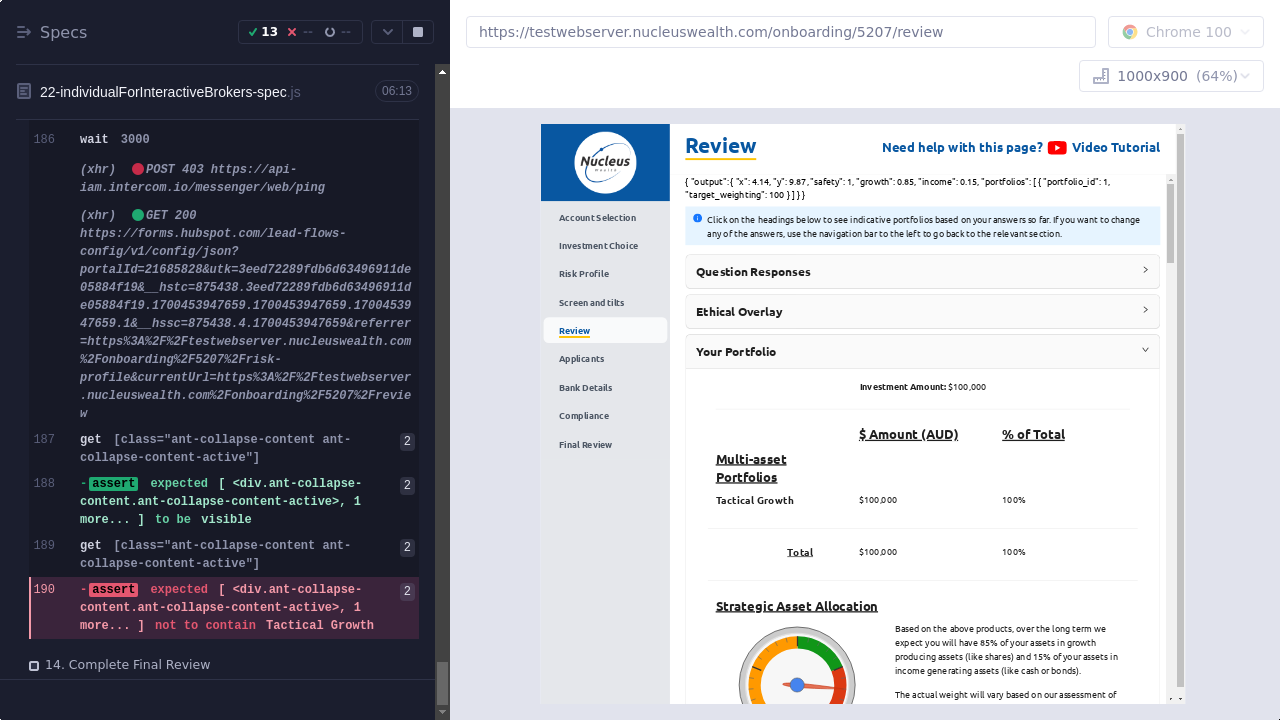 Specs
13
--
--
22-individualForInteractiveBrokers-spec.js
06:13
186 wait 3000
(xhr) POST 403 https://api-
iam.intercom.io/messenger/web/ping
(xhr) GET 200
https://forms.hubspot.com/lead-flows-
config/v1/config/json?
portalId=21685828&utk=3eed72289fdb6d63496911de
05884f19&__hstc=875438.3eed72289fdb6d63496911d
e05884f19.1700453947659.1700453947659.17004539
47659.1&__hssc=875438.4.1700453947659&referrer
=https%3A%2F%2Ftestwebserver.nucleuswealth.com
%2Fonboarding%2F5207%2Frisk-
profile&currentUrl=https%3A%2F%2Ftestwebserver
.nucleuswealth.com%2Fonboarding%2F5207%2Frevie
w
187 get [class="ant-collapse-content ant-
collapse-content-active"]
2
188 -assert expected [ <div.ant-collapse-
content.ant-collapse-content-active>, 1
more... ] to be visible
2
189 get [class="ant-collapse-content ant-
collapse-content-active"]
2
190 -assert expected [ <div.ant-collapse-
content.ant-collapse-content-active>, 1
more... ] not to contain Tactical Growth
2
14. Complete Final Review
https://testwebserver.nucleuswealth.com/onboarding/5207/review
Chrome 100
1000x900 (64%)
Nucleus
Wealth
Account Selection
Investment Choice
Risk Profile
Screen and tilts
Review
Applicants
Bank Details
Compliance
Final Review
Review
Need help with this page? Video Tutorial
{ "output": { "x": 4.14, "y": 9.87 ,"safety": 1, "growth": 0.85, "income": 0.15, "portfolios": [ { "portfolio_id": 1,
"target_weighting": 100 } ] } }
Click on the headings below to see indicative portfolios based on your answers so far. If you want to change
any of the answers, use the navigation bar to the left to go back to the relevant section.
Question Responses
Ethical Overlay
Your Portfolio
Investment Amount: $100,000
$ Amount (AUD) % of Total
Multi-asset
Portfolios
Tactical Growth $100,000 100%
Total $100,000 100%
Strategic Asset Allocation
Based on the above products, over the long term we
expect you will have 85% of your assets in growth
producing assets (like shares) and 15% of your assets in
income generating assets (like cash or bonds).
The actual weight will vary based on our assessment of